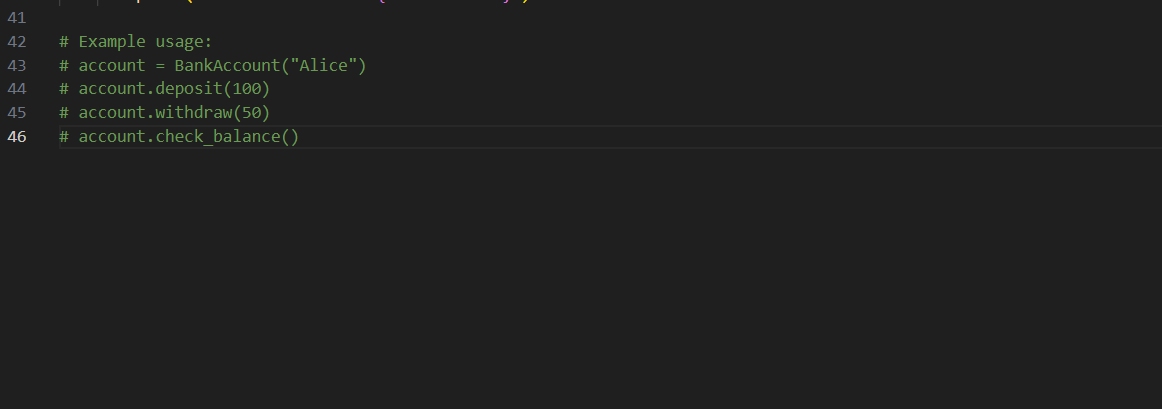 41
42 # Example usage:
43 # account = BankAccount("Alice")
44 # account.deposit(100)
45 # account.withdraw(50)
46 # account.check_balance()